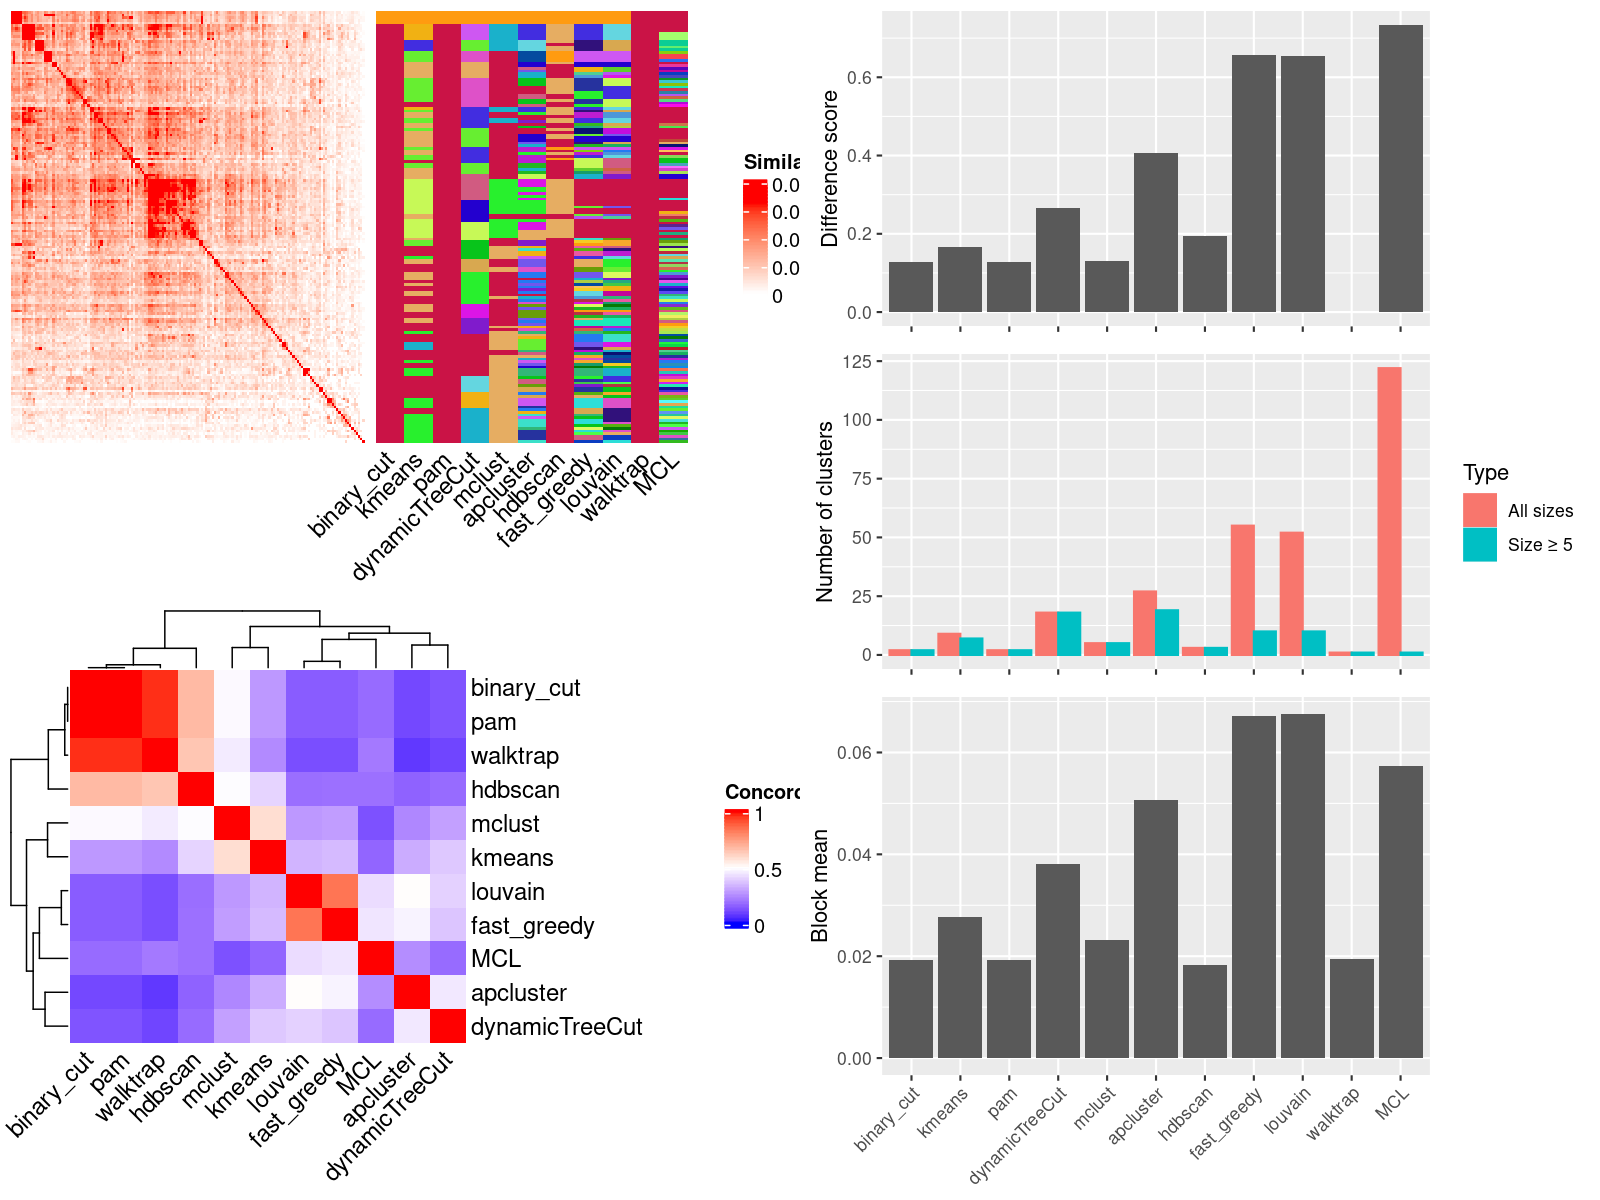 Simila
0.0
0.0
0.0
0.0
0
binary_cut
kmeans
pam
dynamicTreeCut
mclust
apcluster
hdbscan
fast_greedy
louvain
walktrap
MCL
binary_cut
pam
walktrap
hdbscan
mclust
kmeans
louvain
fast_greedy
MCL
apcluster
dynamicTreeCut
binary_cut
pam
walktrap
hdbscan
mclust
kmeans
louvain
fast_greedy
MCL
apcluster
dynamicTreeCut
Concord
1
0.5
0
Difference score
0.6
0.4
0.2
0.0
Number of clusters
125
100
75
50
25
0
Type
All sizes
Size ≥ 5
Block mean
0.06
0.04
0.02
0.00
binary_cut
kmeans
pam
dynamicTreeCut
mclust
apcluster
hdbscan
fast_greedy
louvain
walktrap
MCL